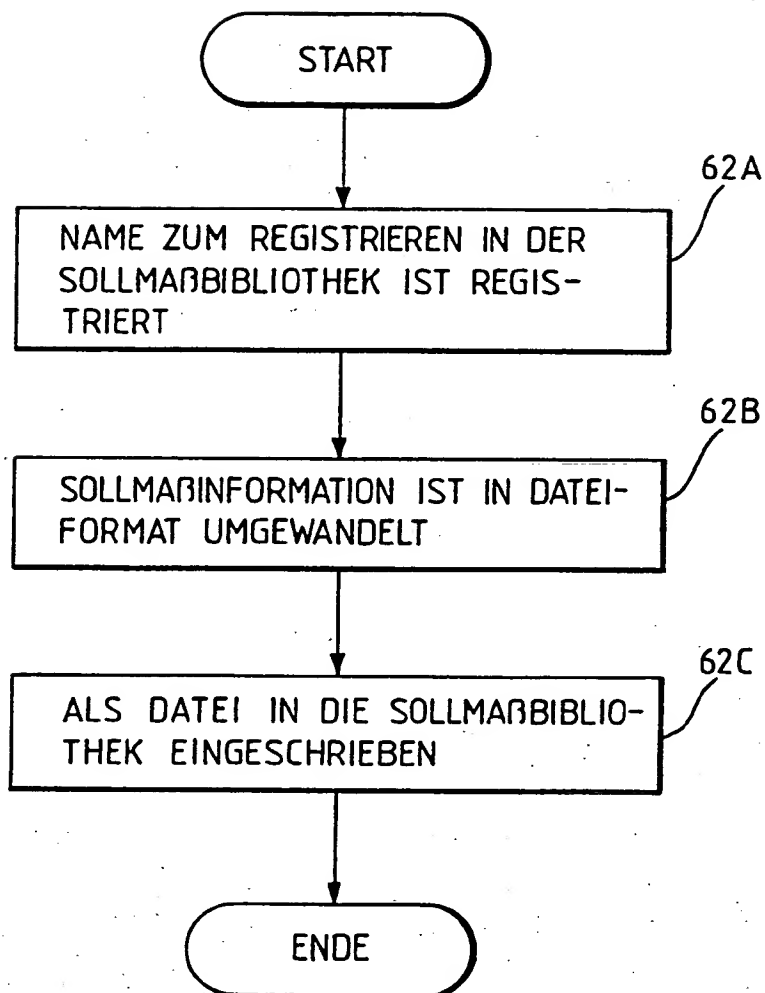 START
62A
NAME ZUM REGISTRIEREN IN DER
SOLLMAßBIBLIOTHEK IST REGIS-
TRIERT
62B
SOLLMAßINFORMATION IST IN DATEI-
FORMAT UMGEWANDELT
62C
ALS DATEI IN DIE SOLLMAßBIBLIO-
THEK EINGESCHRIEBEN
ENDE